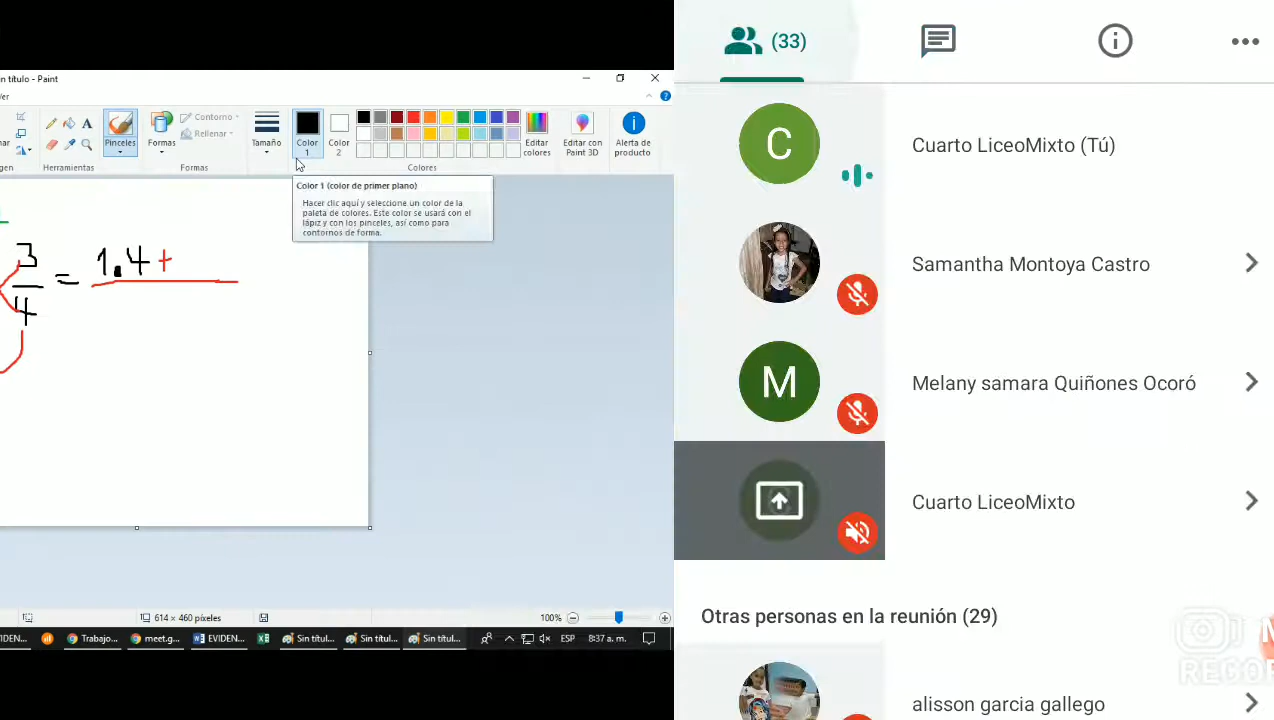 n título - Paint
(33)
er
Contorno
Rellenar
Pinceles
Formas
Tamaño
Color 1
Color 2
Editar colores
Editar con Paint 3D
Alerta de producto
Herramientas
Formas
Colores
Cuarto LiceoMixto (Tú)
Color 1 (color de primer plano)
Hacer clic aquí y seleccione un color de la
paleta de colores. Este color se usará con el
lápiz y con los pinceles, así como para
contornos de forma.
3
4
= 1.4 +
Samantha Montoya Castro
M
Melany samara Quiñones Ocoró
C
Cuarto LiceoMixto
Otras personas en la reunión (29)
614 × 460 píxeles
100%
IDEN...
Trabajo...
meet.g...
EVIDEN...
Sin títul...
Sin títul...
Sin títul...
ESP
8:37 a. m.
alisson garcia gallego
RECOR